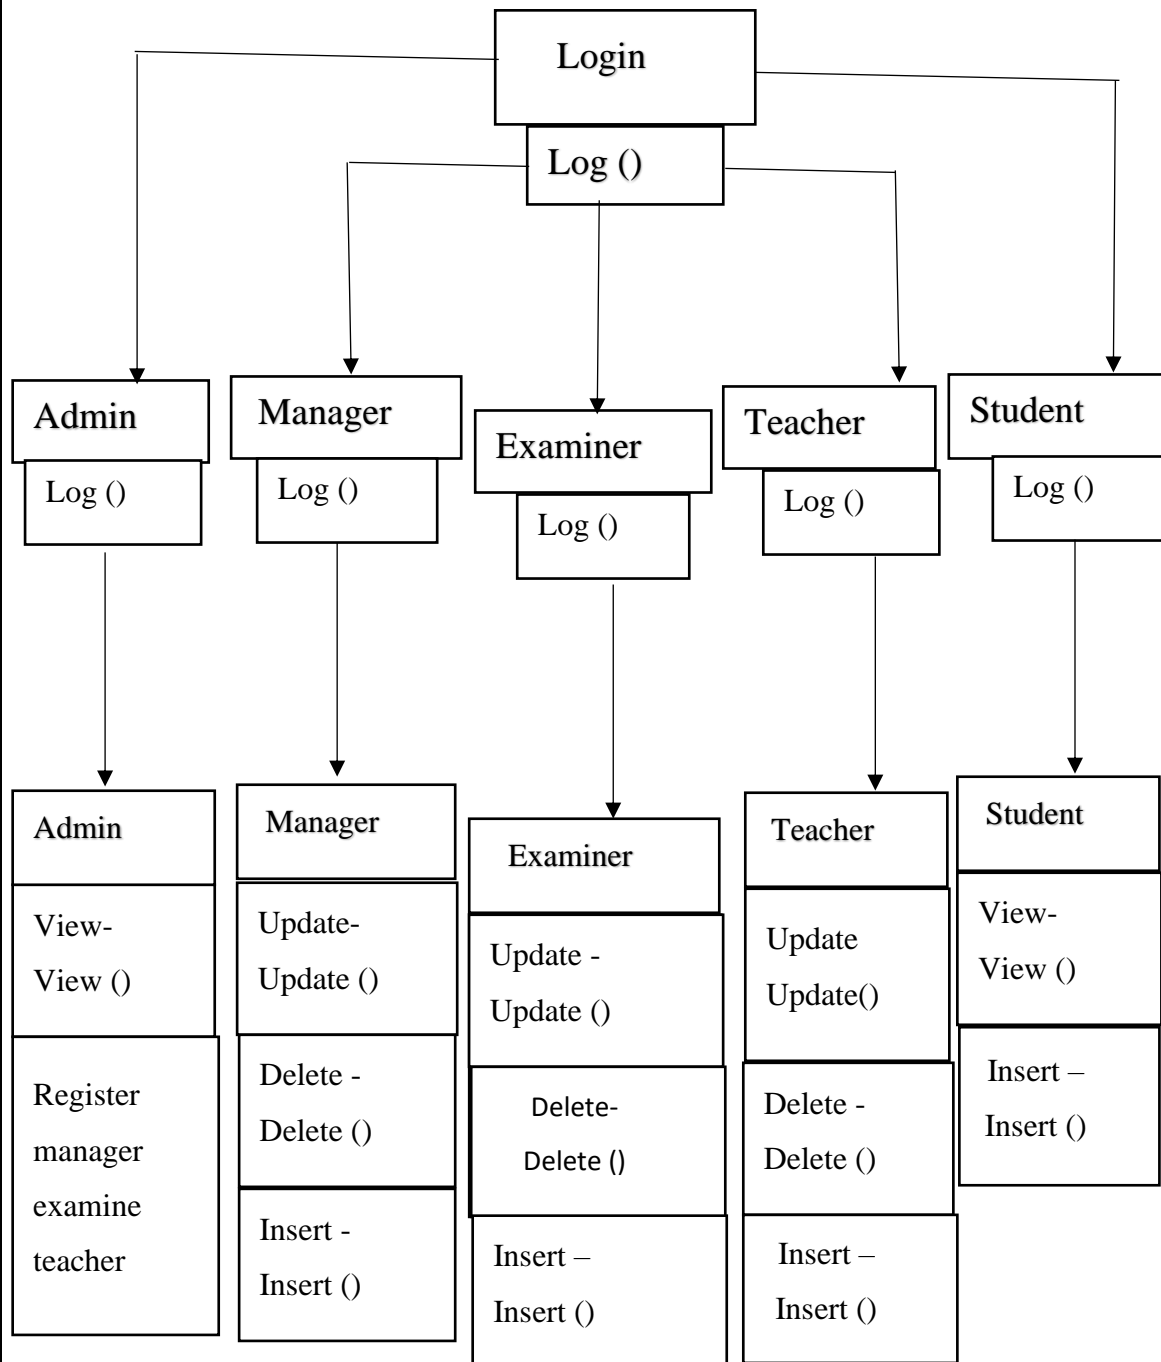 Login
Log ()
Admin
Log ()
Manager
Log ()
Examiner
Log ()
Teacher
Log ()
Student
Log ()
Admin
View-
View ()
Register
manager
examine
teacher
Manager
Update-
Update ()
Delete -
Delete ()
Insert -
Insert ()
Examiner
Update -
Update ()
Delete-
Delete ()
Insert –
Insert ()
Teacher
Update
Update()
Delete -
Delete ()
Insert –
Insert ()
Student
View-
View ()
Insert –
Insert ()